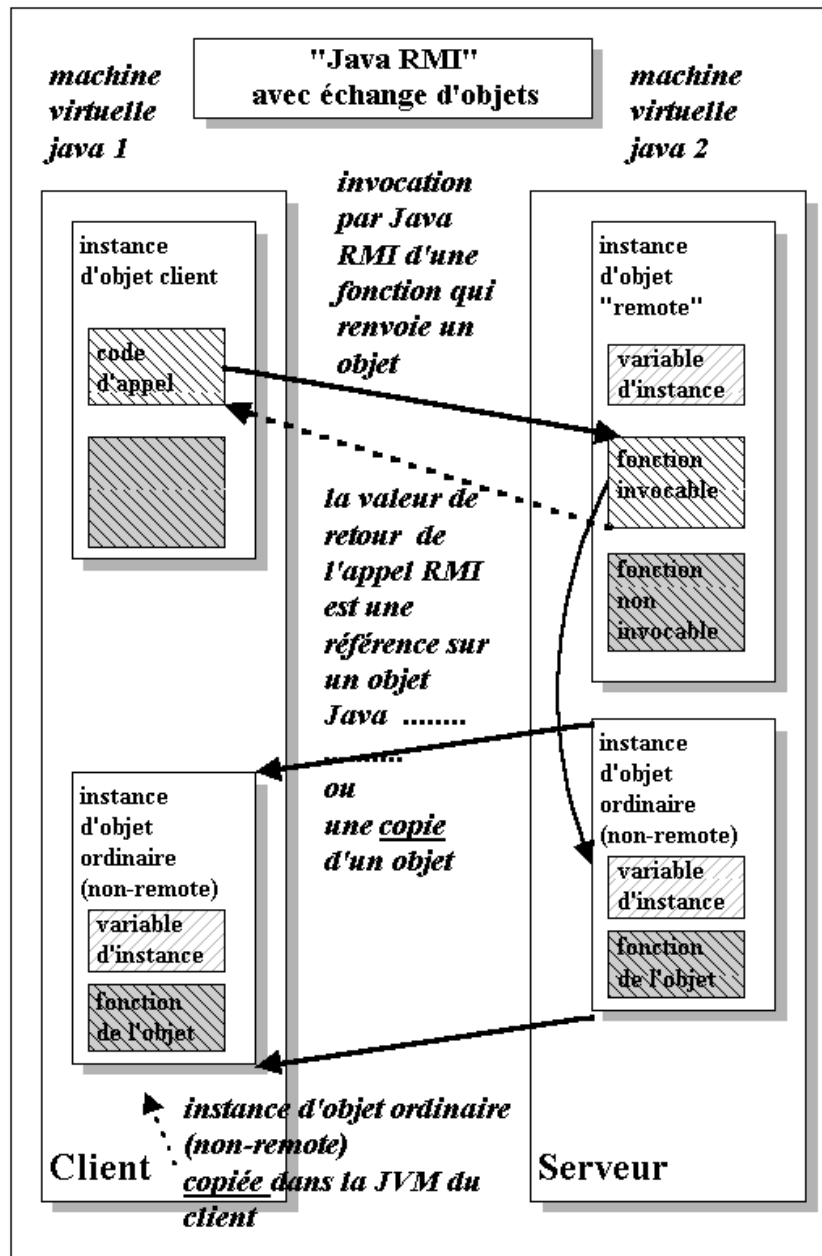 "Java RMI"
avec échange d'objets
machine
virtuelle
java 1
machine
virtuelle
java 2
instance
d'objet client
code
d'appel
invocation
par Java
RMI d'une
fonction qui
renvoie un
objet
instance
d'objet
"remote"
variable
d'instance
fonction
invocable
fonction
non
invocable
la valeur de
retour de
l'appel RMI
est une
référence sur
un objet
Java ........
..........
ou
une copie
d'un objet
instance
d'objet
ordinaire
(non-remote)
variable
d'instance
fonction
de l'objet
instance
d'objet
ordinaire
(non-remote)
variable
d'instance
fonction
de l'objet
instance d'objet ordinaire
(non-remote)
copiée dans la JVM du
client
Client
Serveur